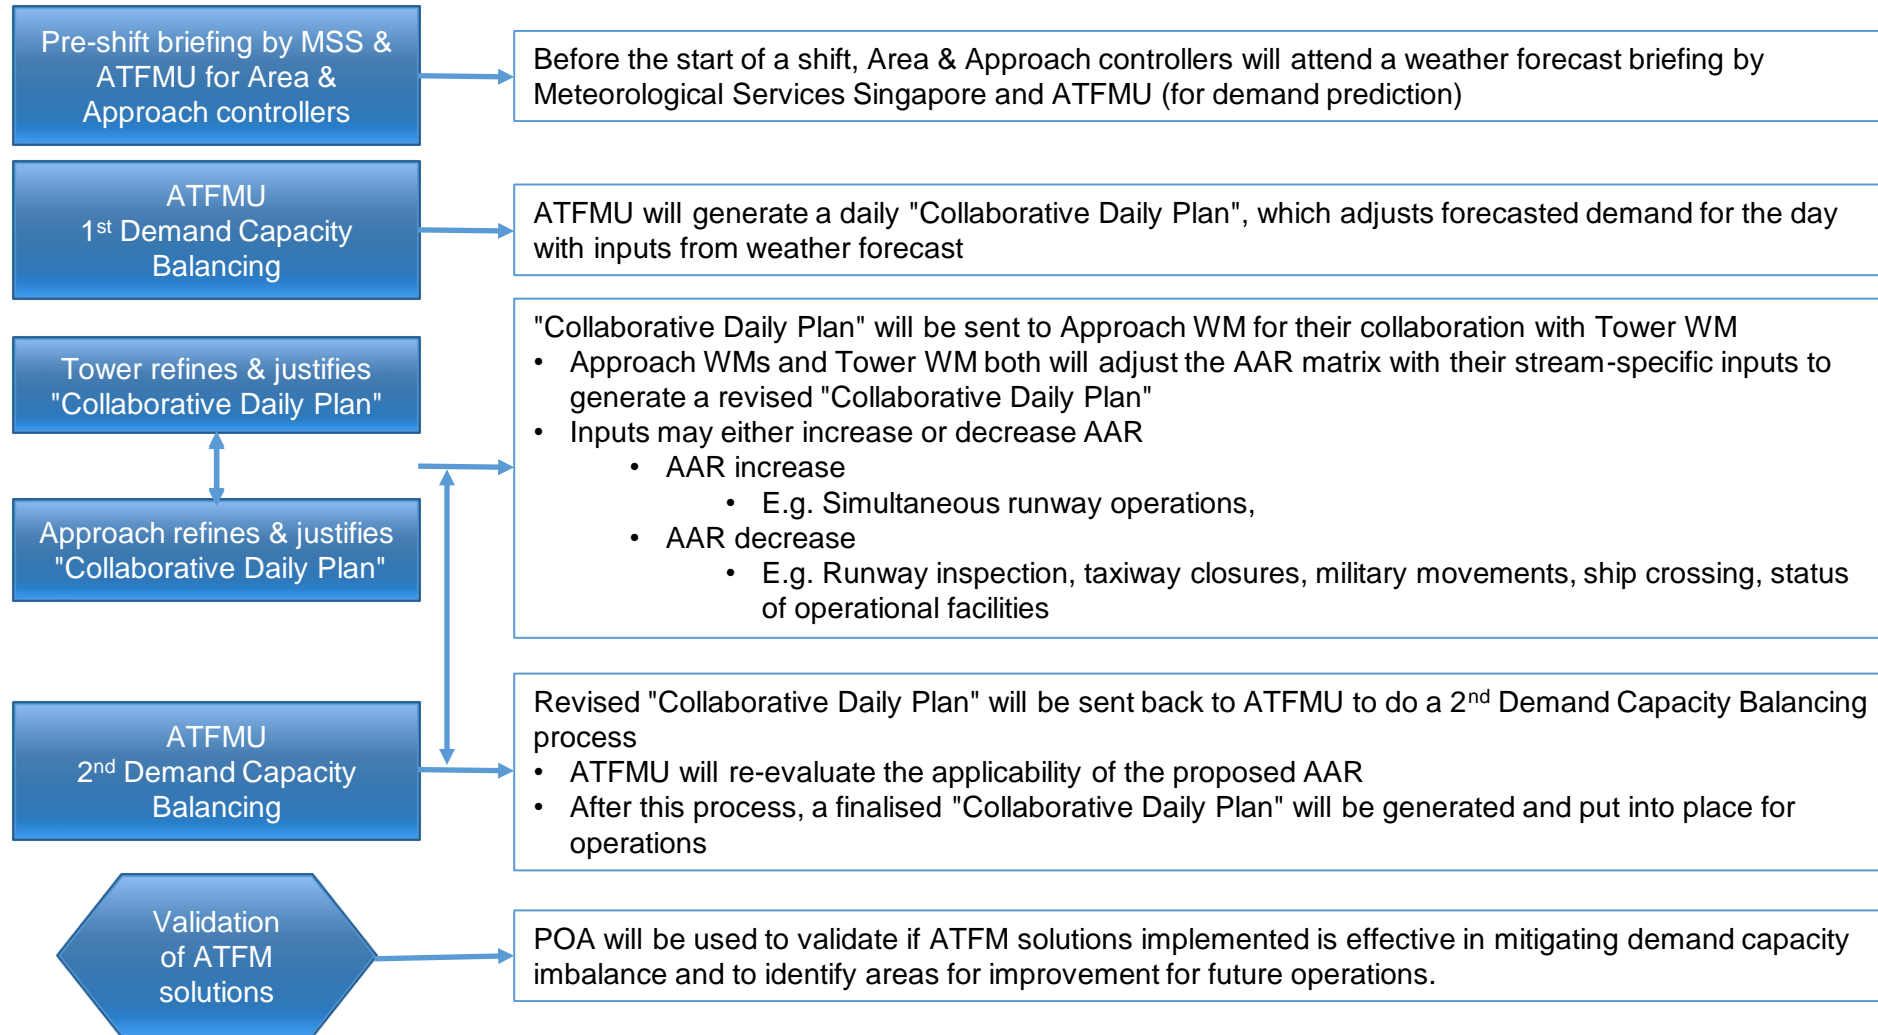 Pre-shift briefing by MSS &
ATFMU for Area &
Approach controllers
Before the start of a shift, Area & Approach controllers will attend a weather forecast briefing by
Meteorological Services Singapore and ATFMU (for demand prediction)
ATFMU
1st Demand Capacity
Balancing
ATFMU will generate a daily "Collaborative Daily Plan", which adjusts forecasted demand for the day
with inputs from weather forecast
Tower refines & justifies
"Collaborative Daily Plan"
Approach refines & justifies
"Collaborative Daily Plan"
"Collaborative Daily Plan" will be sent to Approach WM for their collaboration with Tower WM
• Approach WMs and Tower WM both will adjust the AAR matrix with their stream-specific inputs to
generate a revised "Collaborative Daily Plan"
• Inputs may either increase or decrease AAR
• AAR increase
• E.g. Simultaneous runway operations,
• AAR decrease
• E.g. Runway inspection, taxiway closures, military movements, ship crossing, status
of operational facilities
ATFMU
2nd Demand Capacity
Balancing
Revised "Collaborative Daily Plan" will be sent back to ATFMU to do a 2nd Demand Capacity Balancing
process
• ATFMU will re-evaluate the applicability of the proposed AAR
• After this process, a finalised "Collaborative Daily Plan" will be generated and put into place for
operations
Validation
of ATFM
solutions
POA will be used to validate if ATFM solutions implemented is effective in mitigating demand capacity
imbalance and to identify areas for improvement for future operations.